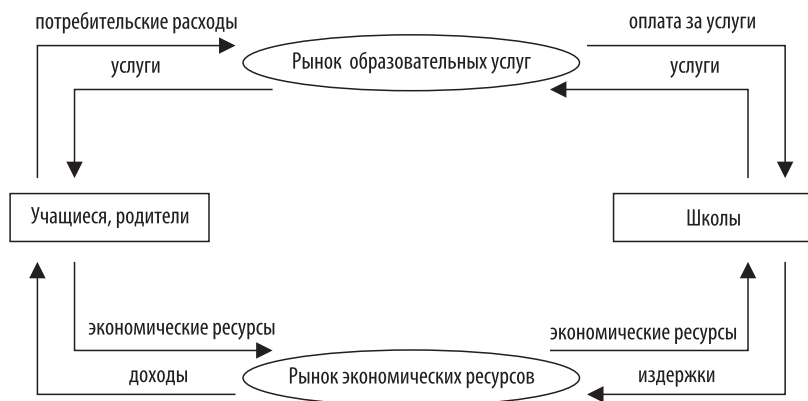 потребительские расходы
оплата за услуги
Рынок образовательных услуг
услуги
услуги
Учащиеся, родители
Школы
экономические ресурсы
экономические ресурсы
доходы
Рынок экономических ресурсов
издержки